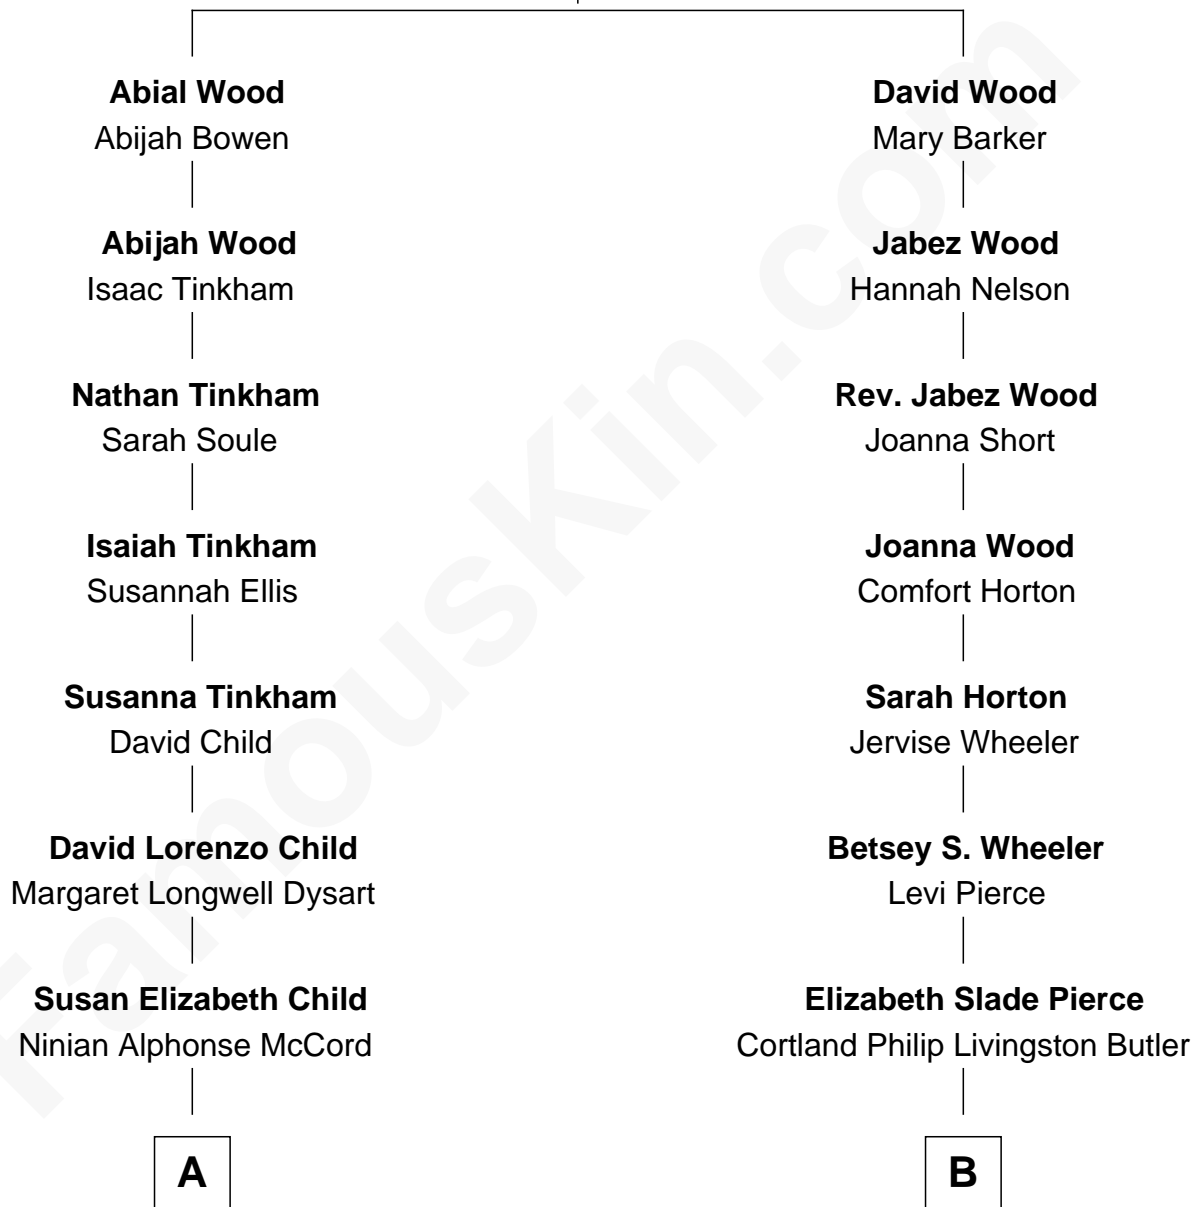 Abial Wood
Abijah Bowen
David Wood
Mary Barker
Abijah Wood
Isaac Tinkham
Jabez Wood
Hannah Nelson
Nathan Tinkham
Sarah Soule
Rev. Jabez Wood
Joanna Short
Isaiah Tinkham
Susannah Ellis
Joanna Wood
Comfort Horton
Susanna Tinkham
David Child
Sarah Horton
Jervise Wheeler
David Lorenzo Child
Margaret Longwell Dysart
Betsey S. Wheeler
Levi Pierce
Susan Elizabeth Child
Ninian Alphonse McCord
Elizabeth Slade Pierce
Cortland Philip Livingston Butler
A
B
FamousKin.com